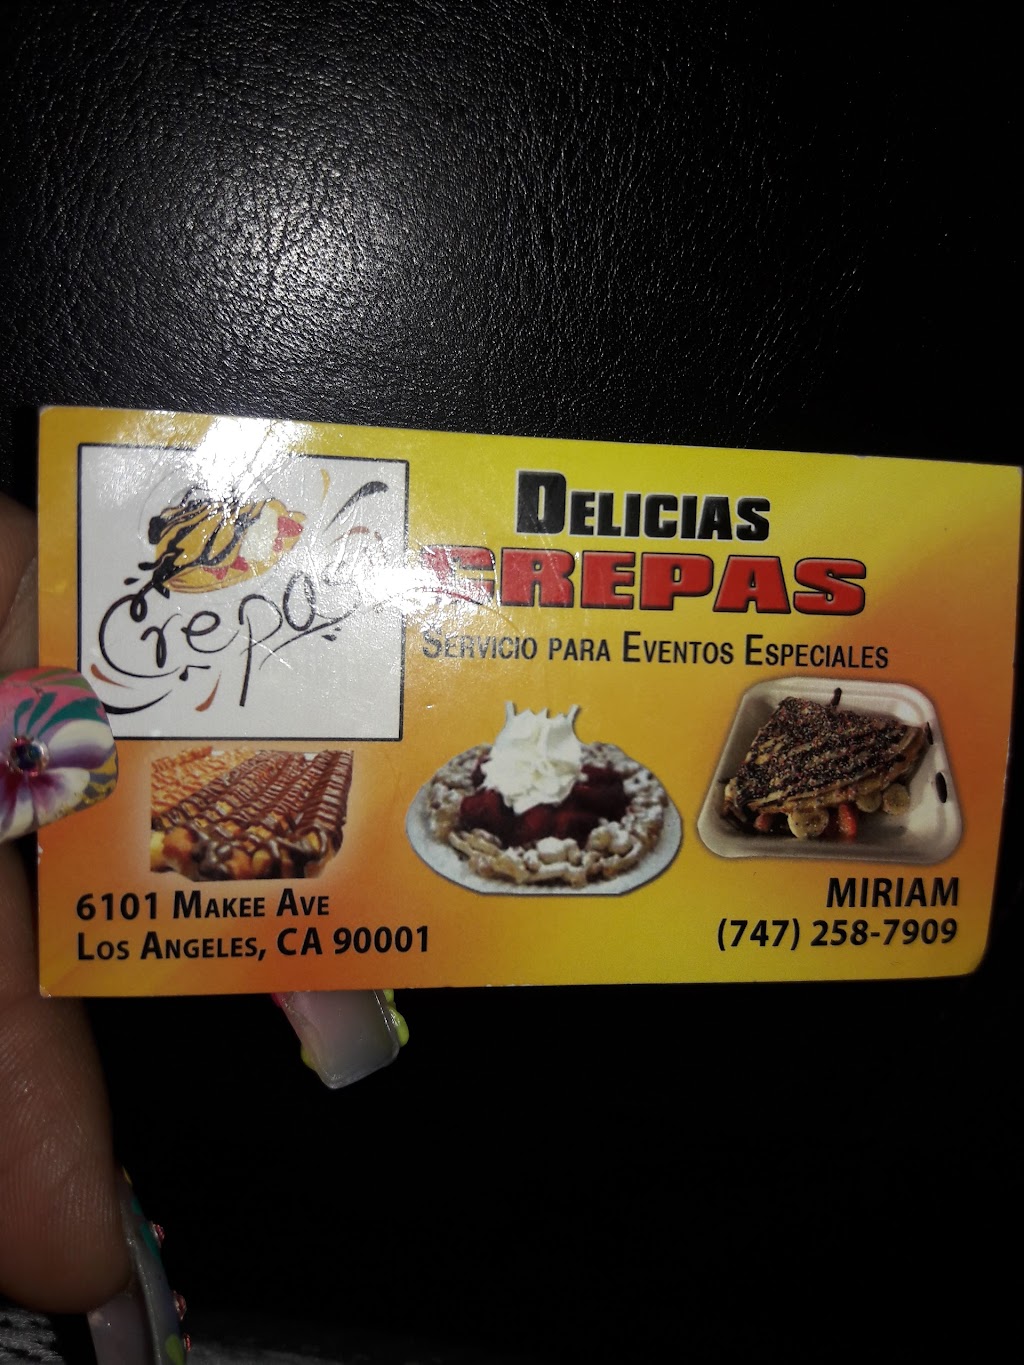 Crepas
DELICIAS
CREPAS
SERVICIO PARA EVENTOS ESPECIALES
6101 MAKEE AVE
LOS ANGELES, CA 90001
MIRIAM
(747) 258-7909